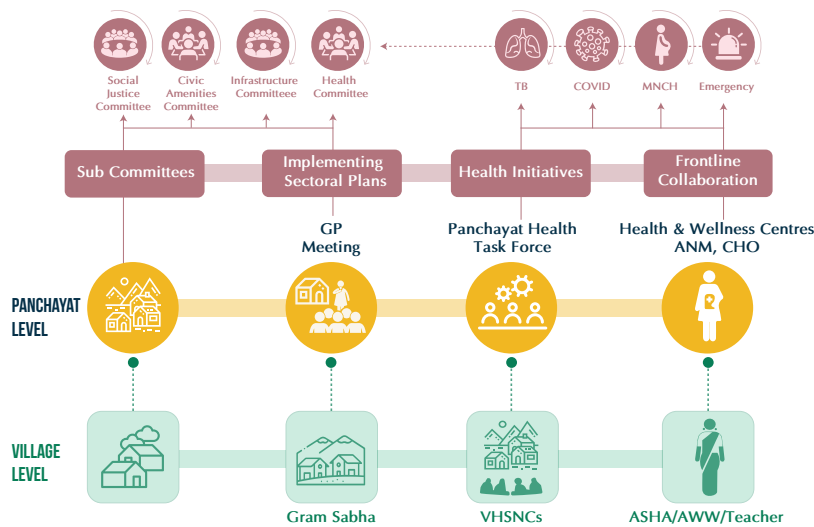 Social
Justice
Committee
Civic
Amenities
Committee
Infrastructure
Committeee
Health
Committee
TB
COVID
MNCH
Emergency
Sub Committees
Implementing
Sectoral Plans
Health Initiatives
Frontline
Collaboration
GP
Meeting
Panchayat Health
Task Force
Health & Wellness Centres
ANM, CHO
PANCHAYAT
LEVEL
VILLAGE
LEVEL
Gram Sabha
VHSNCs
ASHA/AWW/Teacher